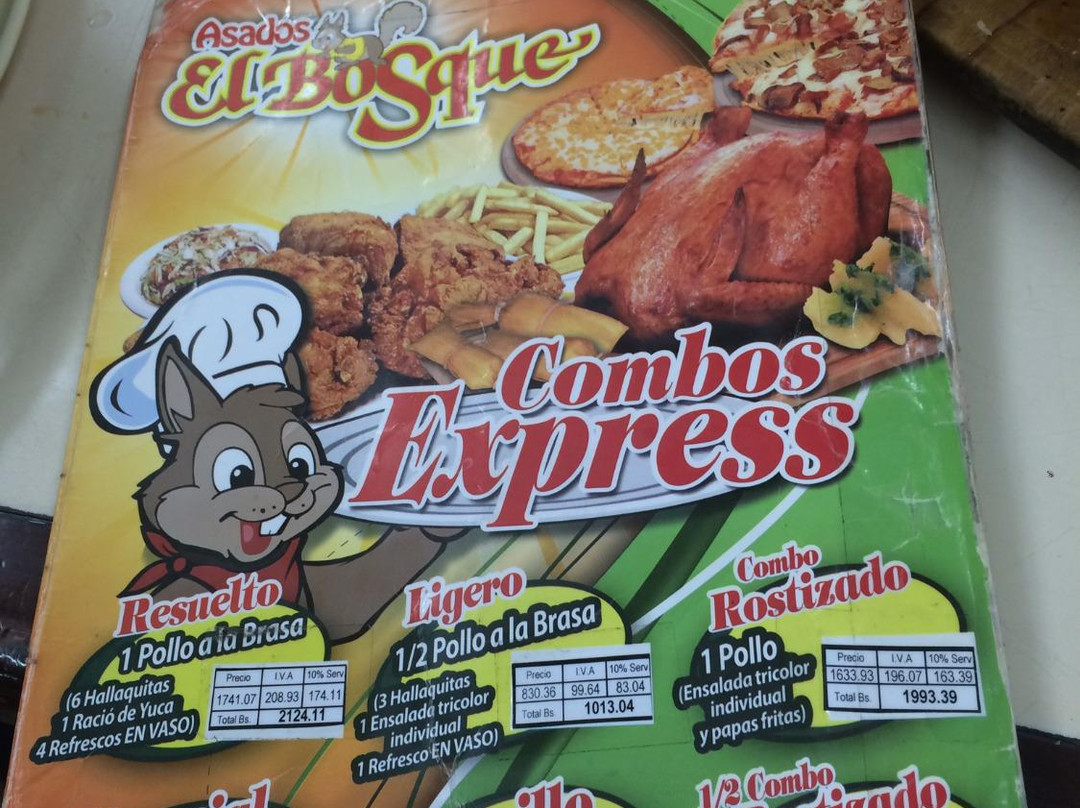 Asados
El Bosque
Combos
Express
Resuelto
1 Pollo a la Brasa
(6 Hallaquitas
1 Ració de Yuca
4 Refrescos EN VASO)
Precio I.V.A 10% Serv
1741.07 208.93 174.11
Total Bs. 2124.11
Ligero
1/2 Pollo a la Brasa
(3 Hallaquitas
1 Ensalada tricolor
individual
1 Refresco EN VASO)
Precio I.V.A 10% Serv
830.36 99.64 83.04
Total Bs. 1013.04
Combo
Rostizado
1 Pollo
(Ensalada tricolor
individual
y papas fritas)
Precio I.V.A 10% Serv
1633.93 196.07 163.39
Total Bs. 1993.39
1/2 Combo